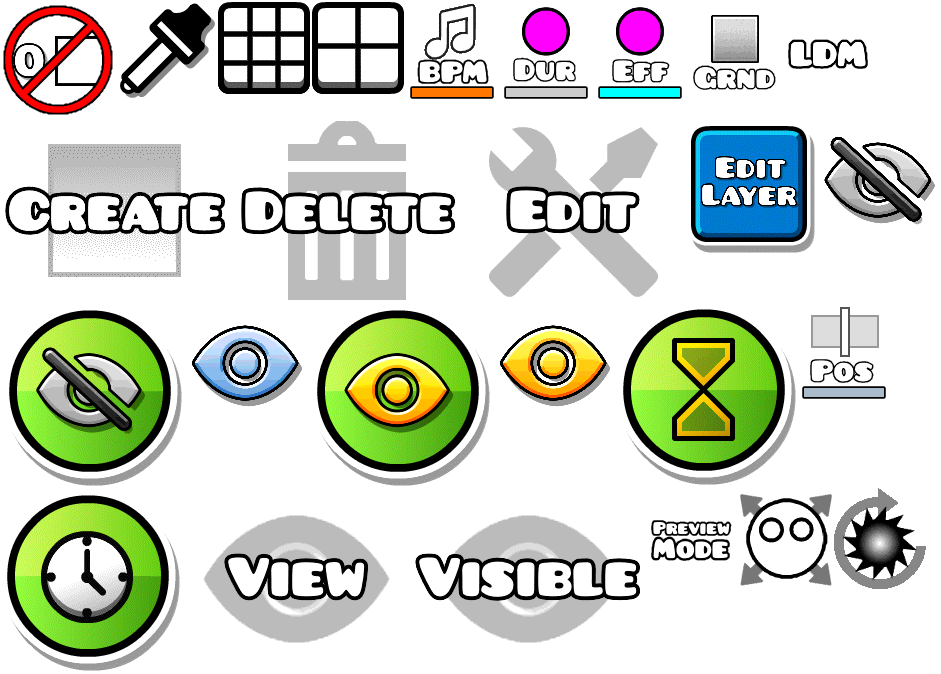 0
BPM
DUR
EFF
GRND
LDM
CREATE
DELETE
EDIT
EDIT
LAYER
POS
VIEW
VISIBLE
PREVIEW
MODE